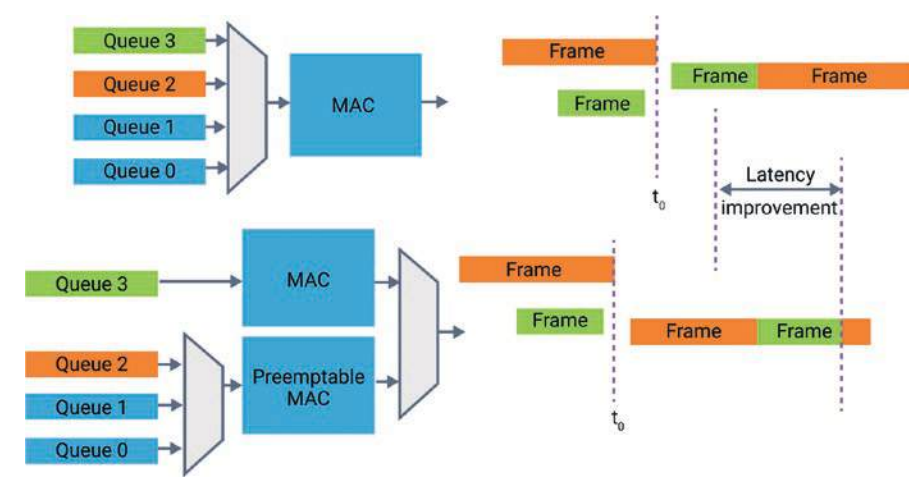 Queue 3
Queue 2
Queue 1
Queue 0
MAC
Frame
Frame
Frame
Frame
t0
Latency
improvement
Queue 3
Queue 2
Queue 1
Queue 0
MAC
Preemptable
MAC
Frame
Frame
Frame
Frame
t0